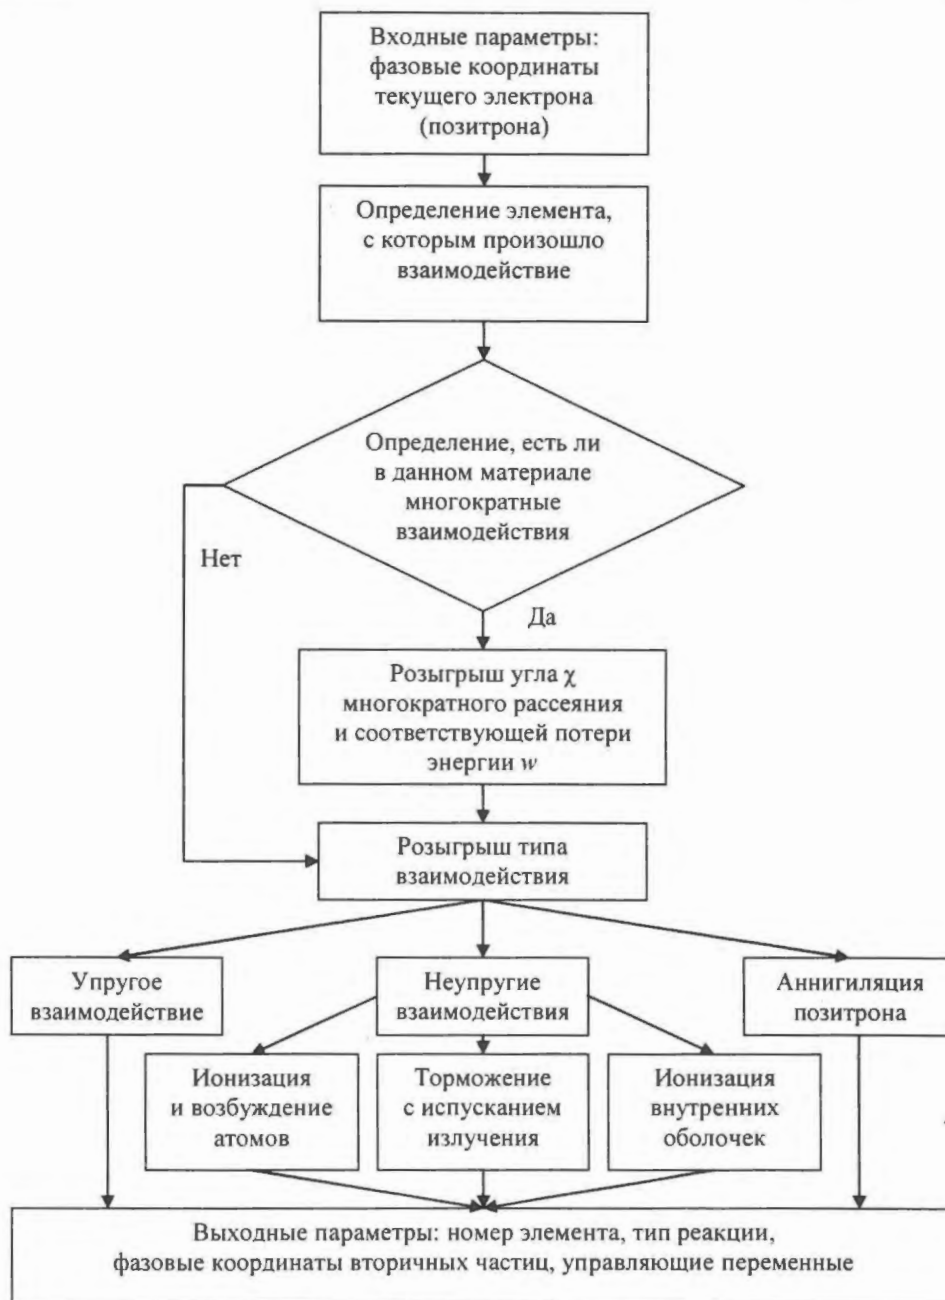 Входные параметры:
фазовые координаты
текущего электрона
(позитрона)
Определение элемента,
с которым произошло
взаимодействие
Определение, есть ли
в данном материале
многократные
взаимодействия
Нет
Да
Розыгрыш угла χ
многократного рассеяния
и соответствующей потери
энергии w
Розыгрыш типа
взаимодействия
Упругое
взаимодействие
Неупругие
взаимодействия
Аннигиляция
позитрона
Ионизация
и возбуждение
атомов
Торможение
с испусканием
излучения
Ионизация
внутренних
оболочек
Выходные параметры: номер элемента, тип реакции,
фазовые координаты вторичных частиц, управляющие переменные